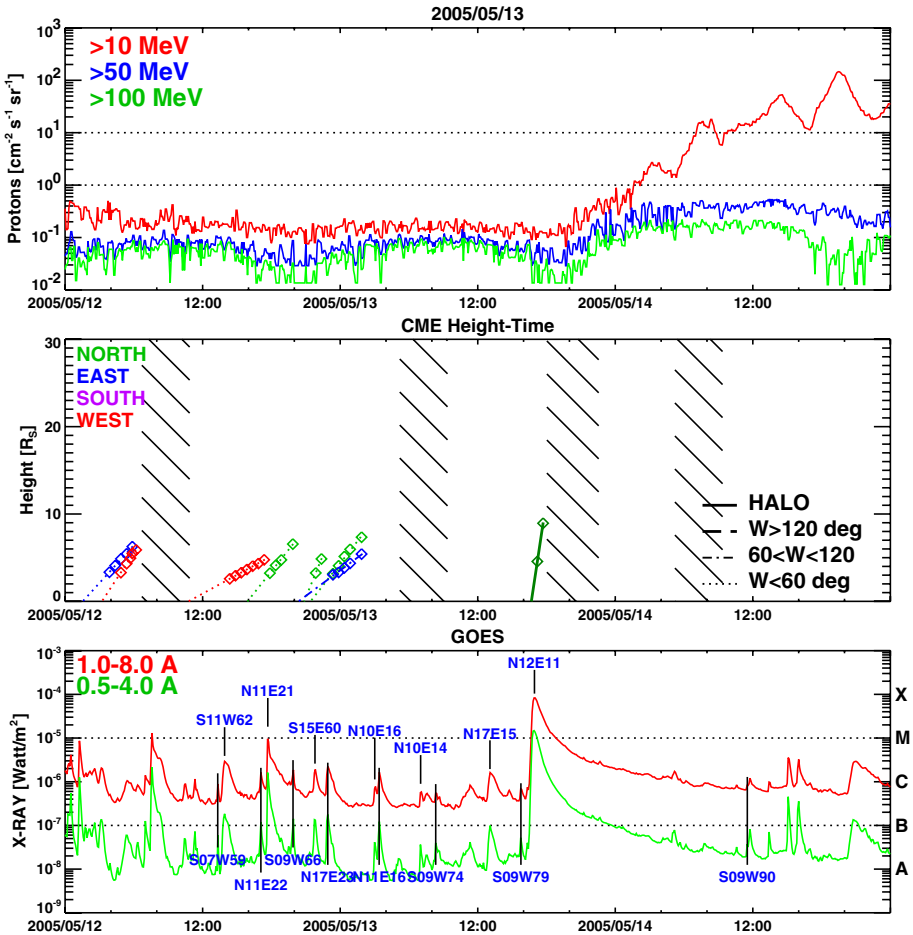 2005/05/13
>10 MeV
>50 MeV
>100 MeV
Protons [cm⁻² s⁻¹ sr⁻¹]
10³
10²
10¹
10⁰
10⁻¹
10⁻²
2005/05/12 12:00 2005/05/13 12:00 2005/05/14 12:00
CME Height-Time
NORTH
EAST
SOUTH
WEST
Height [R_S]
30
20
10
0
HALO
W>120 deg
60<W<120
W<60 deg
2005/05/12 12:00 2005/05/13 12:00 2005/05/14 12:00
GOES
1.0-8.0 A
0.5-4.0 A
X-RAY [Watt/m²]
10⁻³
10⁻⁴
10⁻⁵
10⁻⁶
10⁻⁷
10⁻⁸
10⁻⁹
X
M
C
B
A
N12E11
N11E21
S11W62
S15E60
N10E16
N10E14
N17E15
S07W59
S09W66
N11E22
N17E23
N11E16
S09W74
S09W79
S09W90
2005/05/12 12:00 2005/05/13 12:00 2005/05/14 12:00